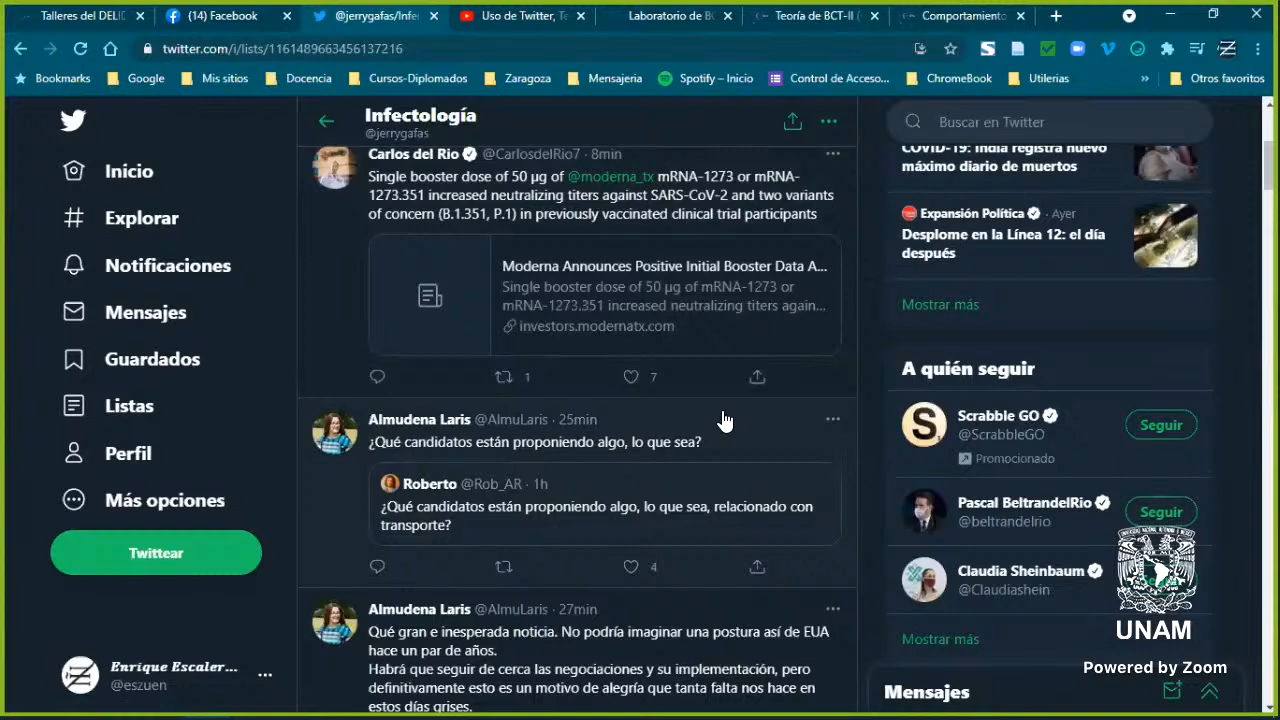 Talleres del DELID
(14) Facebook
@jerrygafas/Infe
Uso de Twitter, Te
Laboratorio de BC
Teoría de BCT-II (
Comportamiento
twitter.com/i/lists/1161489663456137216
Bookmarks
Google
Mis sitios
Docencia
Cursos-Diplomados
Zaragoza
Mensajeria
Spotify – Inicio
Control de Acceso...
ChromeBook
Utilerias
»
Otros favoritos
Inicio
Explorar
Notificaciones
Mensajes
Guardados
Listas
Perfil
Más opciones
Twittear
Enrique Escaler...
@eszuen
Infectología
@jerrygafas
Carlos del Rio @CarlosdelRio7 · 8min
Single booster dose of 50 µg of @moderna_tx mRNA-1273 or mRNA-
1273.351 increased neutralizing titers against SARS-CoV-2 and two variants
of concern (B.1.351, P.1) in previously vaccinated clinical trial participants
Moderna Announces Positive Initial Booster Data A...
Single booster dose of 50 µg of mRNA-1273 or
mRNA-1273.351 increased neutralizing titers again...
investors.modernatx.com
1
7
Almudena Laris @AlmuLaris · 25min
¿Qué candidatos están proponiendo algo, lo que sea?
Roberto @Rob_AR · 1h
¿Qué candidatos están proponiendo algo, lo que sea, relacionado con
transporte?
4
Almudena Laris @AlmuLaris · 27min
Qué gran e inesperada noticia. No podría imaginar una postura así de EUA
hace un par de años.
Habrá que seguir de cerca las negociaciones y su implementación, pero
definitivamente esto es un motivo de alegría que tanta falta nos hace en
estos días grises.
Buscar en Twitter
COVID-19: India registra nuevo
máximo diario de muertos
Expansión Política · Ayer
Desplome en la Línea 12: el día
después
Mostrar más
A quién seguir
Scrabble GO
@ScrabbleGO
Promocionado
Seguir
Pascal BeltrandelRio
@beltrandelrio
Seguir
Claudia Sheinbaum
@Claudiashein
Mostrar más
UNAM
Powered by Zoom
Mensajes